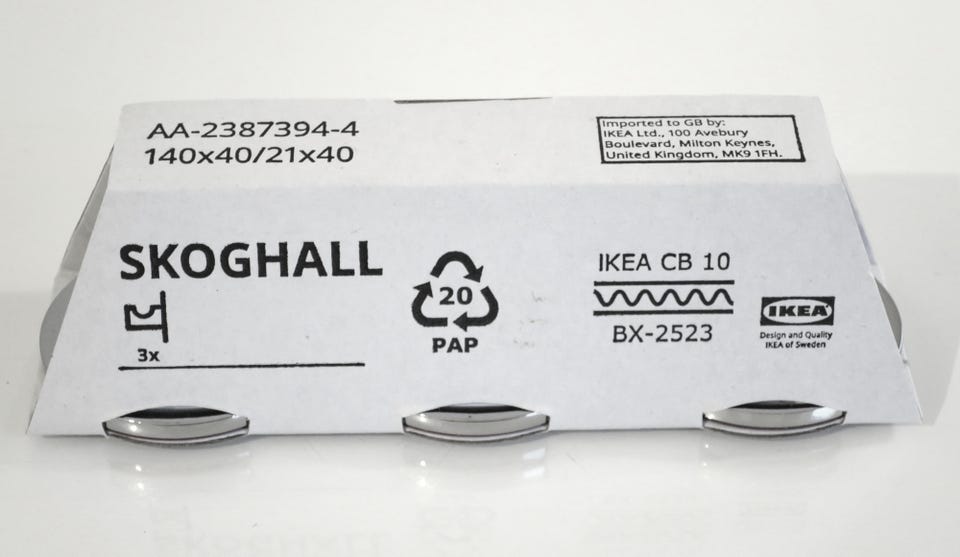 AA-2387394-4
140x40/21x40
Imported to GB by:
IKEA Ltd., 100 Avebury
Boulevard, Milton Keynes,
United Kingdom, MK9 1FH.
SKOGHALL
3x
20
PAP
IKEA CB 10
BX-2523
IKEA
Design and Quality
IKEA of Sweden